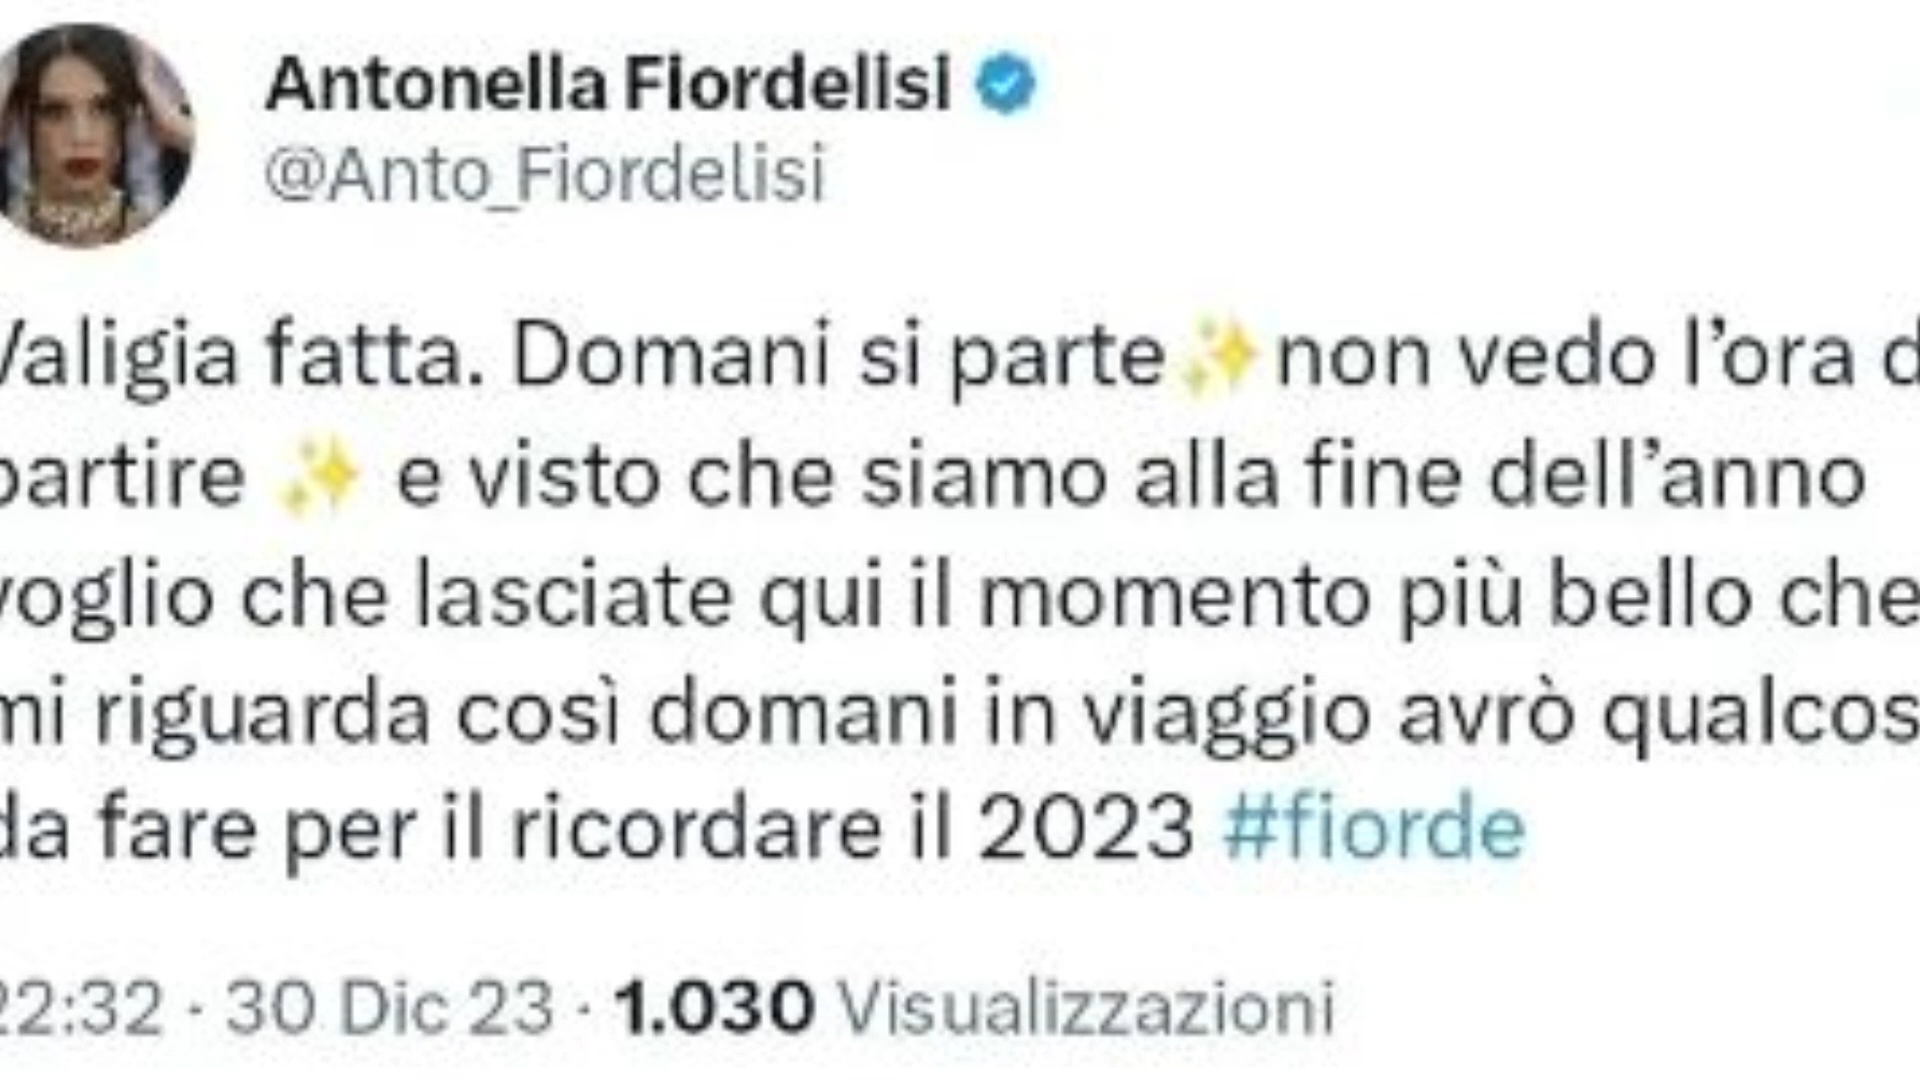 Antonella Fiordelisi
@Anto_Fiordelisi
Valigia fatta. Domani si parte✨non vedo l’ora d
partire ✨ e visto che siamo alla fine dell’anno
voglio che lasciate qui il momento più bello che
mi riguarda così domani in viaggio avrò qualcos
da fare per il ricordare il 2023 #fiorde
22:32 · 30 Dic 23 · 1.030 Visualizzazioni